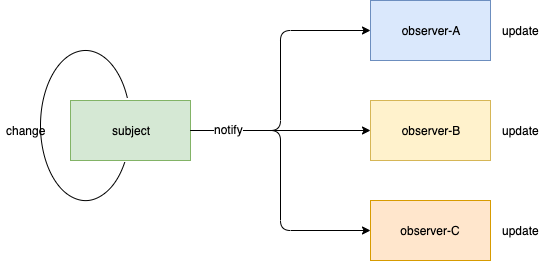 observer-A
update
change
subject
notify
observer-B
update
observer-C
update